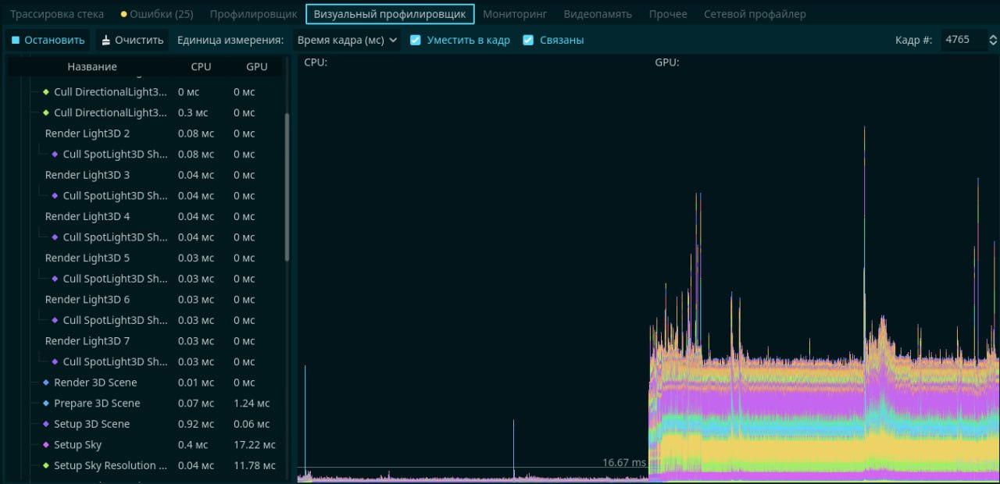 Трассировка стека Ошибки (25) Профилировщик Визуальный профилировщик Мониторинг Видеопамять Прочее Сетевой профайлер
Остановить Очистить Единица измерения: Время кадра (мс) Уместить в кадр Связаны Кадр #: 4765
Название CPU GPU
CPU: GPU:
Cull DirectionalLight3... 0 мс 0 мс
Cull DirectionalLight3... 0.3 мс 0 мс
Render Light3D 2 0.08 мс 0 мс
Cull SpotLight3D Sh... 0.08 мс 0 мс
Render Light3D 3 0.04 мс 0 мс
Cull SpotLight3D Sh... 0.04 мс 0 мс
Render Light3D 4 0.04 мс 0 мс
Cull SpotLight3D Sh... 0.04 мс 0 мс
Render Light3D 5 0.03 мс 0 мс
Cull SpotLight3D Sh... 0.03 мс 0 мс
Render Light3D 6 0.03 мс 0 мс
Cull SpotLight3D Sh... 0.03 мс 0 мс
Render Light3D 7 0.03 мс 0 мс
Cull SpotLight3D Sh... 0.03 мс 0 мс
Render 3D Scene 0.01 мс 0 мс
Prepare 3D Scene 0.07 мс 1.24 мс
Setup 3D Scene 0.92 мс 0.06 мс
Setup Sky 0.4 мс 17.22 мс
Setup Sky Resolution ... 0.04 мс 11.78 мс
16.67 ms